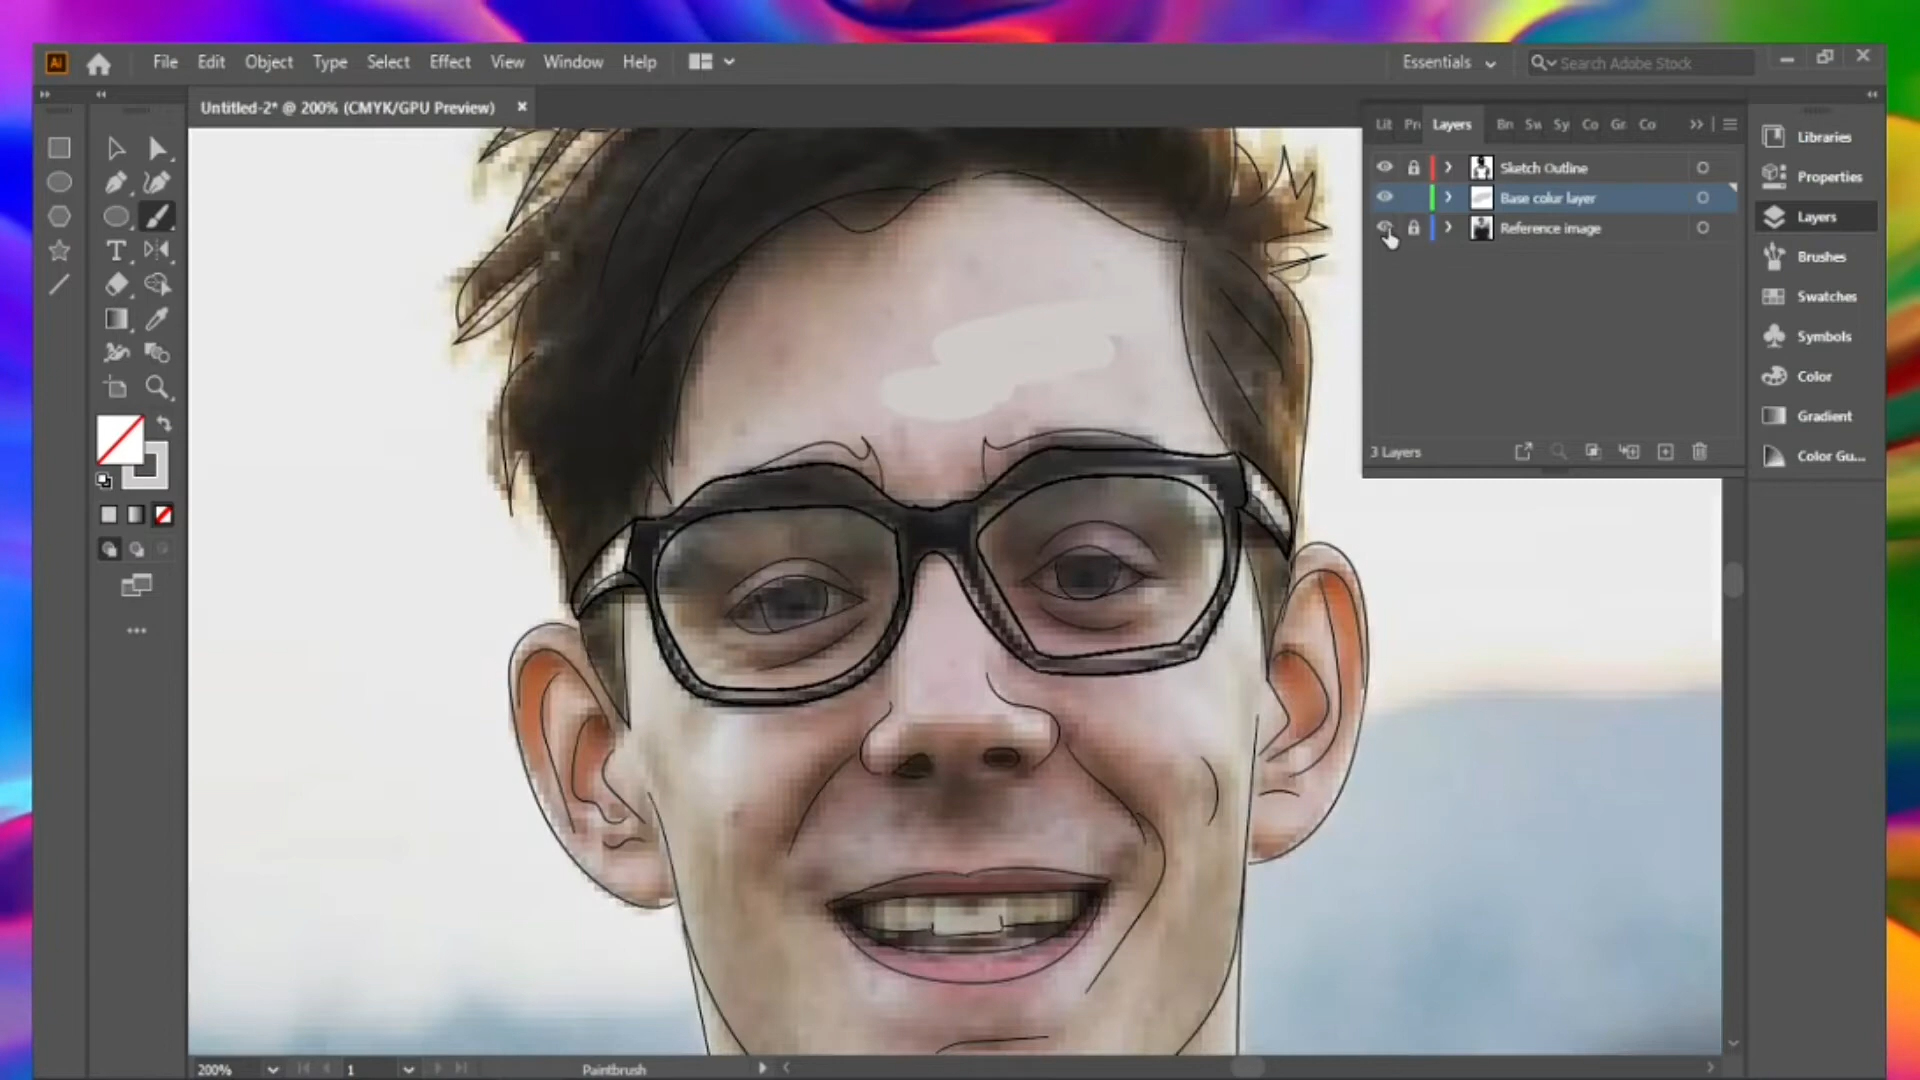 Ai
File Edit Object Type Select Effect View Window Help
Essentials
Search Adobe Stock
Untitled-2* @ 200% (CMYK/GPU Preview)
Lit Pr Layers Br Sw Sy Co Gr Co
Sketch Outline
Base colur layer
Reference image
3 Layers
Libraries
Properties
Layers
Brushes
Swatches
Symbols
Color
Gradient
Color Gu...
200% 1 Paintbrush